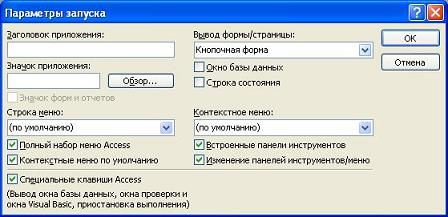 Параметры запуска
Заголовок приложения:
Вывод формы/страницы:
Кнопочная форма
OK
Отмена
Значок приложения:
Обзор...
Окно базы данных
Строка состояния
Значок форм и отчетов
Строка меню:
Контекстное меню:
(по умолчанию)
(по умолчанию)
Полный набор меню Access
Встроенные панели инструментов
Контекстные меню по умолчанию
Изменение панелей инструментов/меню
Специальные клавиши Access
(Вывод окна базы данных, окна проверки и
окна Visual Basic, приостановка выполнения)